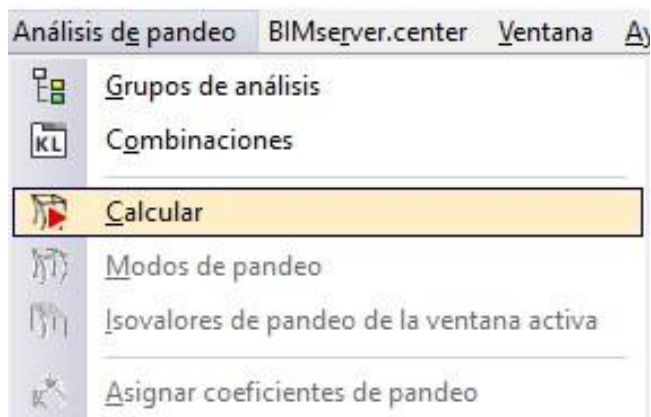 Análisis de pandeo BIMserver.center Ventana Ay
Grupos de análisis
KL Combinaciones
Calcular
Modos de pandeo
Isovalores de pandeo de la ventana activa
Asignar coeficientes de pandeo